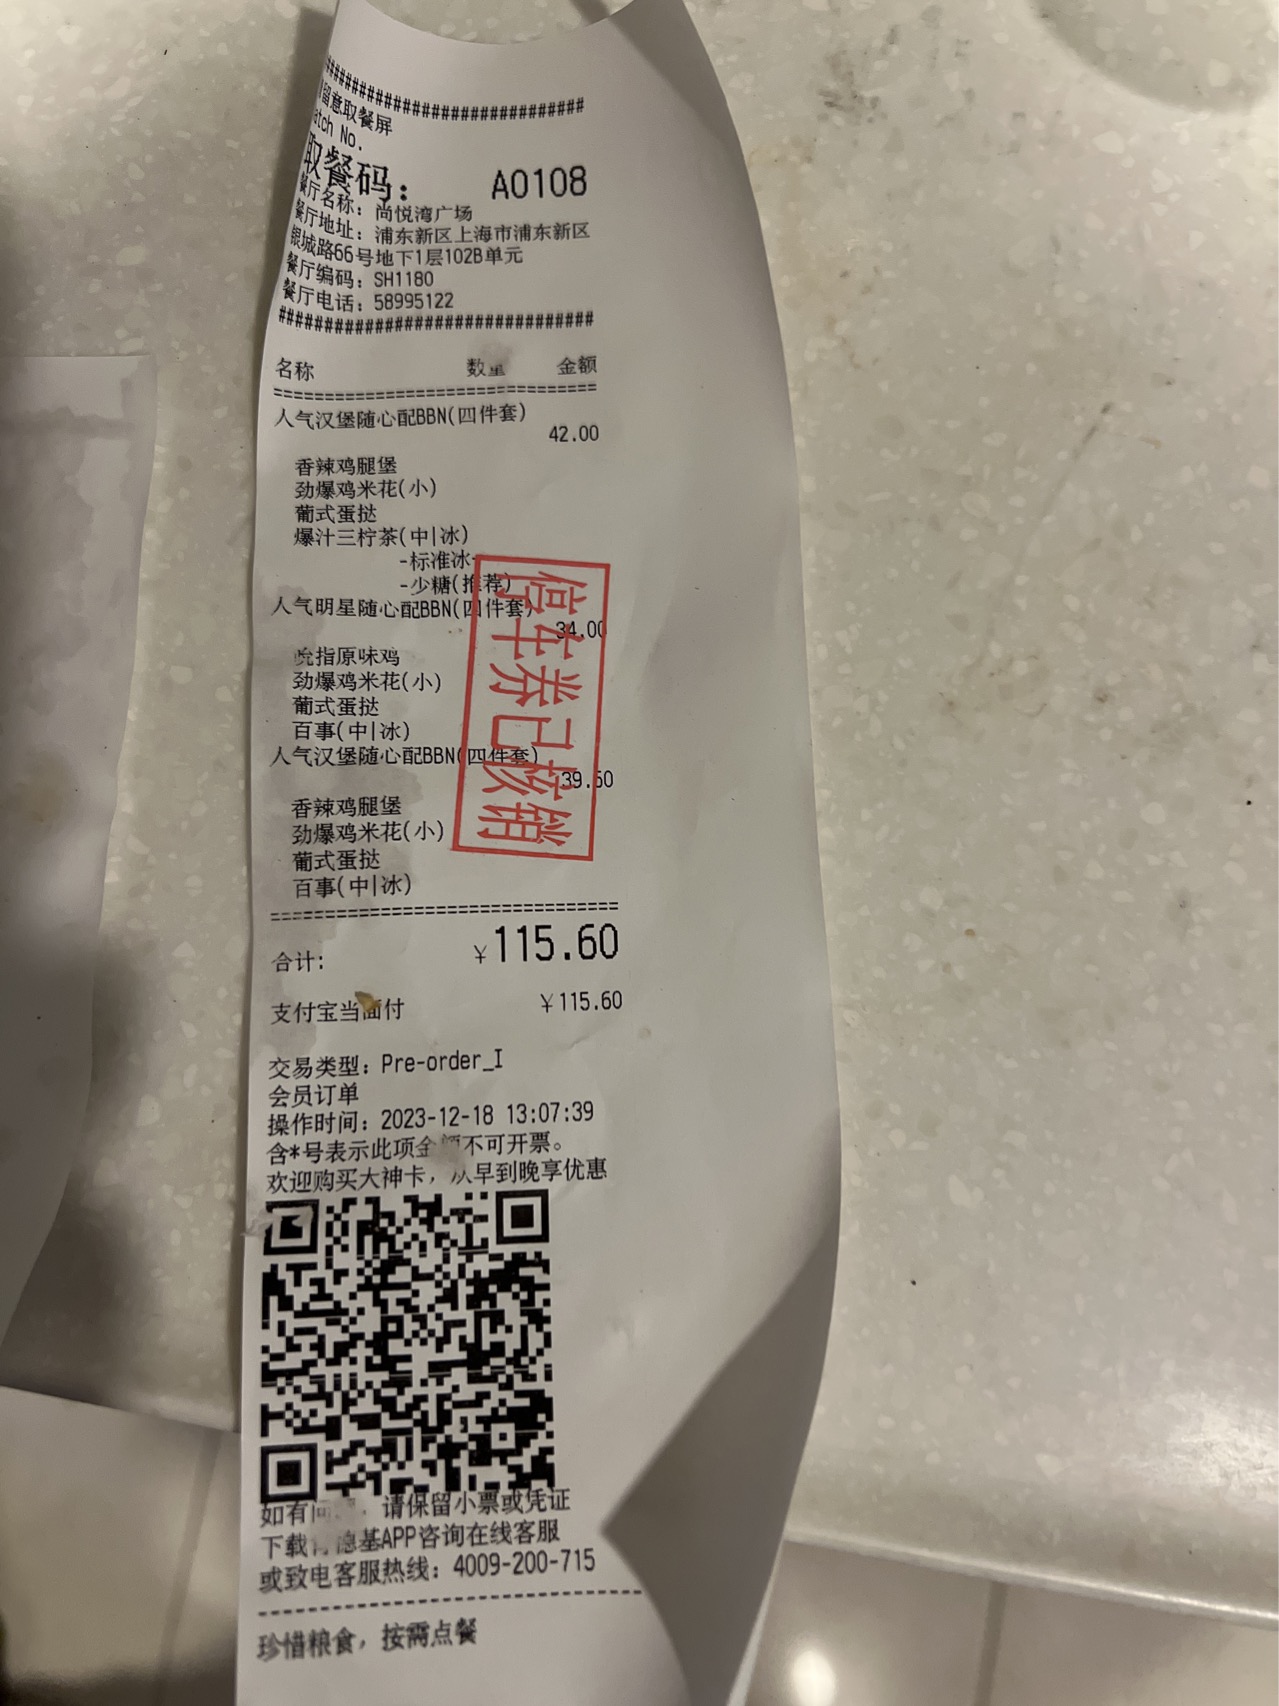 ##############################
留意取餐屏
atch No.
取餐码: A0108
餐厅名称: 尚悦湾广场
餐厅地址: 浦东新区上海市浦东新区
银城路66号地下1层102B单元
餐厅编码: SH1180
餐厅电话: 58995122
##############################
名称 数量 金额
==============================
人气汉堡随心配BBN(四件套)
42.00
香辣鸡腿堡
劲爆鸡米花(小)
葡式蛋挞
爆汁三柠茶(中|冰)
-标准冰-
-少糖(推荐)
人气明星随心配BBN(四件套)
34.00
吮指原味鸡
劲爆鸡米花(小)
葡式蛋挞
百事(中|冰)
人气汉堡随心配BBN(四件套)
39.60
香辣鸡腿堡
劲爆鸡米花(小)
葡式蛋挞
百事(中|冰)
停车券已核销
==============================
合计: ¥115.60
支付宝当面付 ¥115.60
交易类型: Pre-order_I
会员订单
操作时间: 2023-12-18 13:07:39
含*号表示此项金额不可开票。
欢迎购买大神卡, 从早到晚享优惠
如有问 请保留小票或凭证
下载 德基APP咨询在线客服
或致电客服热线: 4009-200-715
------------------------------
珍惜粮食, 按需点餐